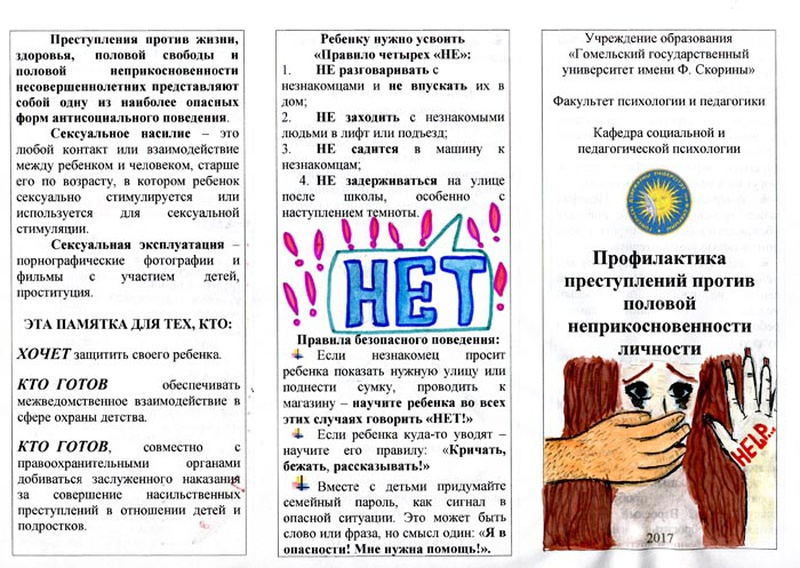 Преступления против жизни,
здоровья, половой свободы и
половой неприкосновенности
несовершеннолетних представляют
собой одну из наиболее опасных
форм антисоциального поведения.
Сексуальное насилие – это
любой контакт или взаимодействие
между ребенком и человеком, старше
его по возрасту, в котором ребенок
сексуально стимулируется или
используется для сексуальной
стимуляции.
Сексуальная эксплуатация –
порнографические фотографии и
фильмы с участием детей,
проституция.
ЭТА ПАМЯТКА ДЛЯ ТЕХ, КТО:
ХОЧЕТ защитить своего ребенка.
КТО ГОТОВ обеспечивать
межведомственное взаимодействие в
сфере охраны детства.
КТО ГОТОВ, совместно с
правоохранительными органами
добиваться заслуженного наказания
за совершение насильственных
преступлений в отношении детей и
подростков.
Ребенку нужно усвоить
«Правило четырех «НЕ»:
1. НЕ разговаривать с
незнакомцами и не впускать их в
дом;
2. НЕ заходить с незнакомыми
людьми в лифт или подъезд;
3. НЕ садится в машину к
незнакомцам;
4. НЕ задерживаться на улице
после школы, особенно с
наступлением темноты.
НЕТ
Правила безопасного поведения:
Если незнакомец просит
ребенка показать нужную улицу или
поднести сумку, проводить к
магазину – научите ребенка во всех
этих случаях говорить «НЕТ!»
Если ребенка куда-то уводят –
научите его правилу: «Кричать,
бежать, рассказывать!»
Вместе с детьми придумайте
семейный пароль, как сигнал в
опасной ситуации. Это может быть
слово или фраза, но смысл один: «Я в
опасности! Мне нужна помощь!».
Учреждение образования
«Гомельский государственный
университет имени Ф. Скорины»
Факультет психологии и педагогики
Кафедра социальной и
педагогической психологии
Профилактика
преступлений против
половой
неприкосновенности
личности
HELP...
2017